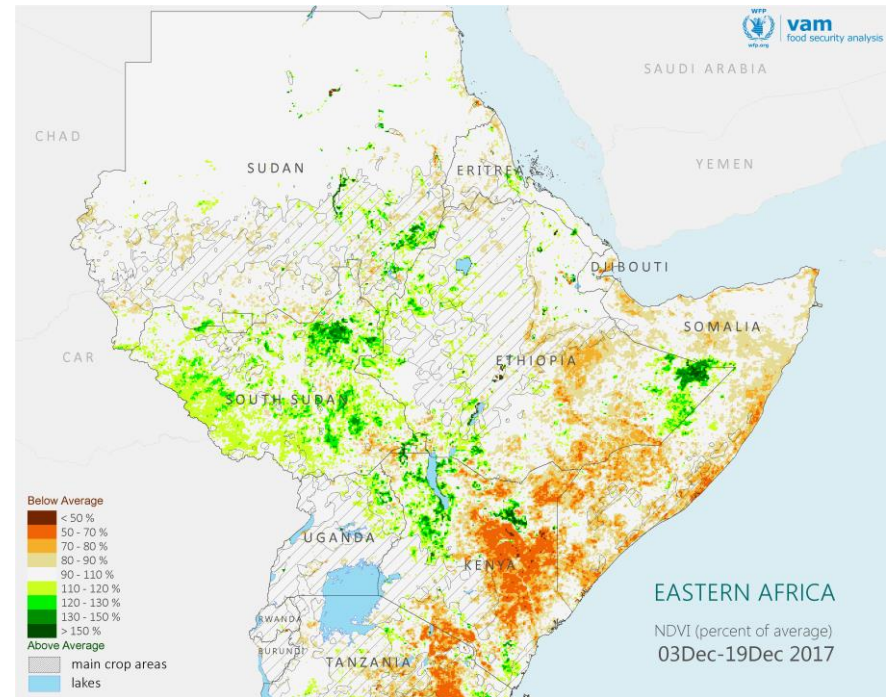 WFP
wfp.org
vam
food security analysis
SAUDI ARABIA
CHAD
YEMEN
SUDAN
ERITREA
DJIBOUTI
SOMALIA
CAR
ETHIOPIA
SOUTH SUDAN
Below Average
< 50 %
50 - 70 %
70 - 80 %
80 - 90 %
90 - 110 %
110 - 120 %
120 - 130 %
130 - 150 %
> 150 %
Above Average
main crop areas
lakes
UGANDA
KENYA
RWANDA
BURUNDI
TANZANIA
EASTERN AFRICA
NDVI (percent of average)
03Dec-19Dec 2017